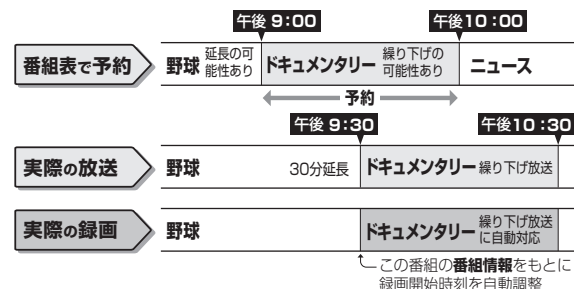 午後 9:00 午後10:00
番組表で予約 野球 延長の可能性あり ドキュメンタリー 繰り下げの可能性あり ニュース
予約
午後 9:30 午後10:30
実際の放送 野球 30分延長 ドキュメンタリー 繰り下げ放送
実際の録画 野球 ドキュメンタリー 繰り下げ放送に自動対応
この番組の番組情報をもとに
録画開始時刻を自動調整